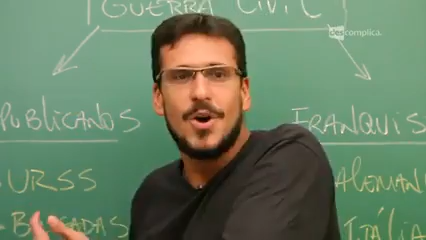 GUERRA CIVIL
descomplica.
PUBLICANOS
FRANQUIS
URSS
ALEMAN
BRIGADAS
ITÁLIA